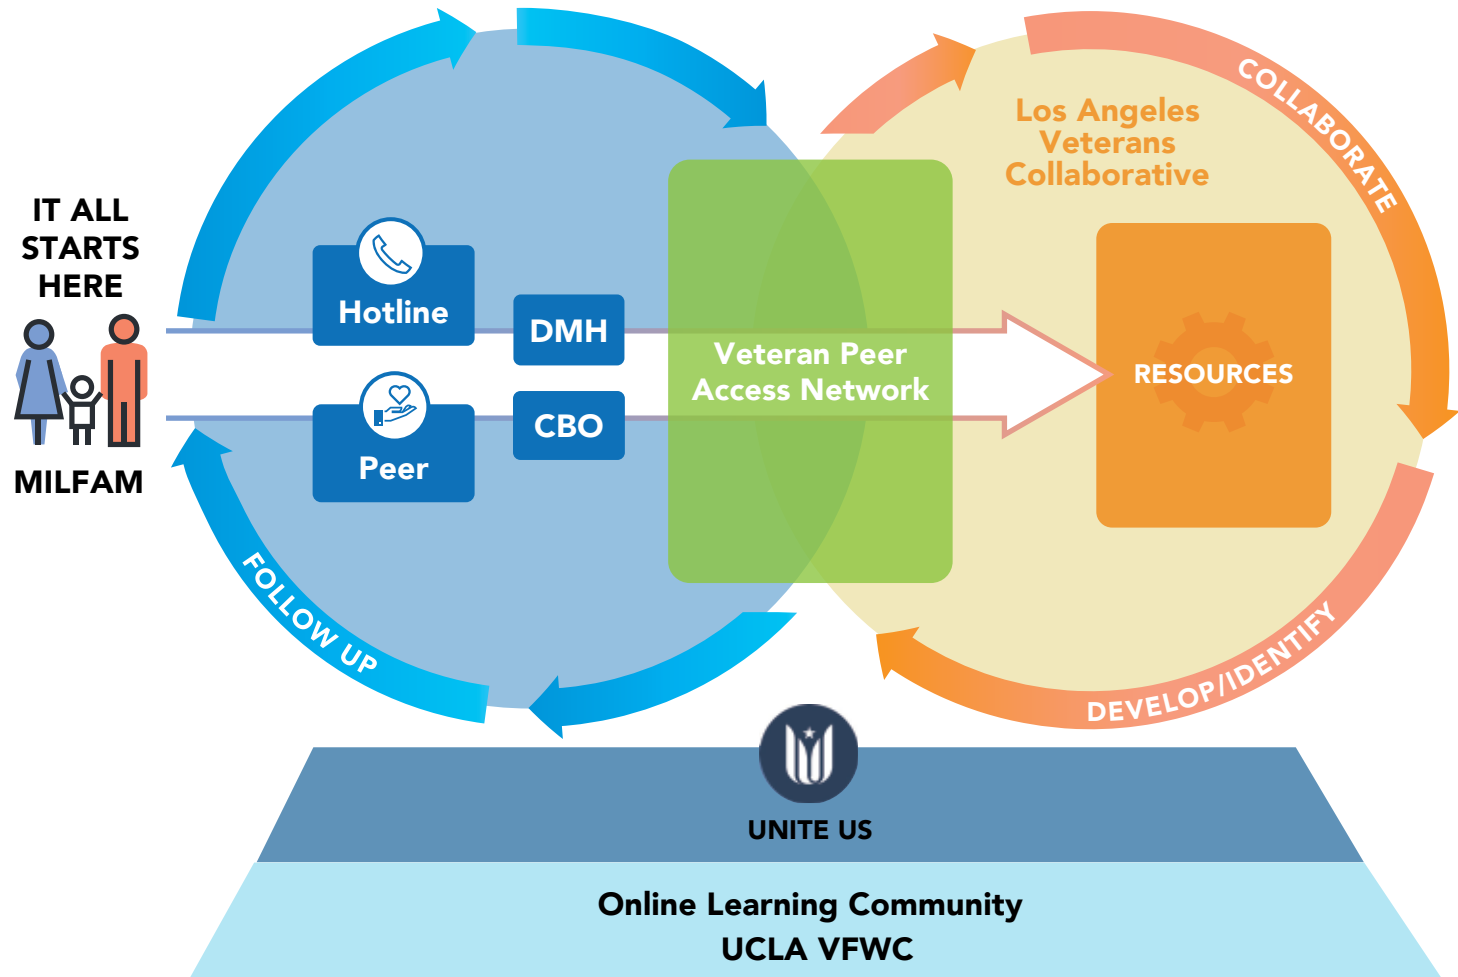 IT ALL
STARTS
HERE
MILFAM
Hotline
Peer
DMH
CBO
FOLLOW UP
Veteran Peer
Access Network
Los Angeles
Veterans
Collaborative
COLLABORATE
RESOURCES
DEVELOP/IDENTIFY
UNITE US
Online Learning Community
UCLA VFWC